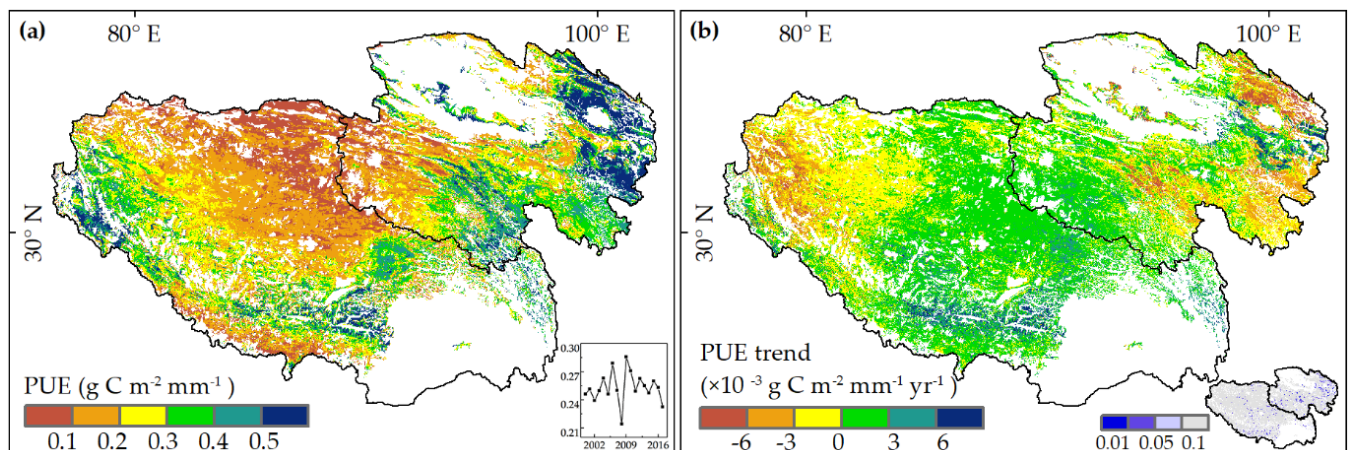 (a)
80° E
100° E
30° N
PUE (g C m⁻² mm⁻¹ )
0.1 0.2 0.3 0.4 0.5
0.30
0.26
0.24
0.21
2002 2009 2016
(b)
80° E
100° E
30° N
PUE trend
(×10 ⁻³ g C m⁻² mm⁻¹ yr⁻¹ )
-6 -3 0 3 6
0.01 0.05 0.1